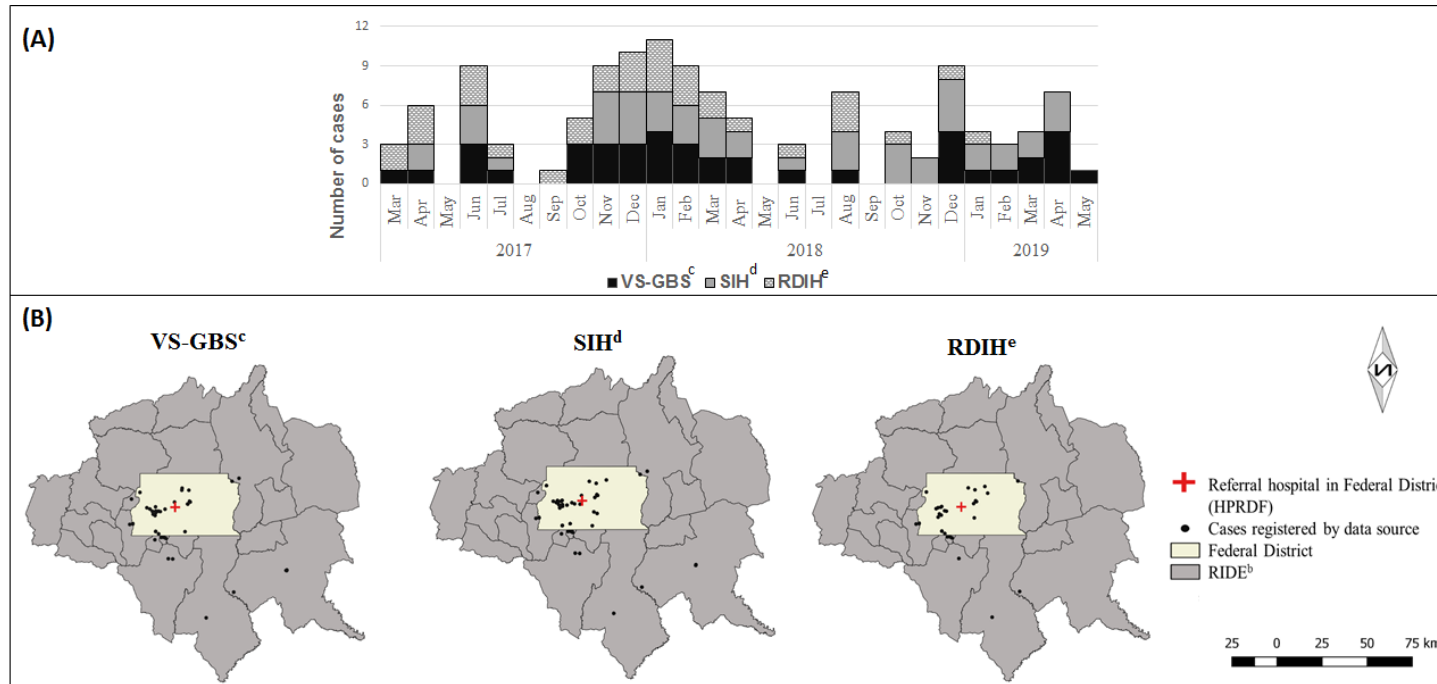 (A)
12
9
6
3
0
Number of cases
Mar Apr May Jun Jul Aug Sep Oct Nov Dec Jan Feb Mar Apr May Jun Jul Aug Sep Oct Nov Dec Jan Feb Mar Apr May
2017 2018 2019
VS-GBSᶜ SIHᵈ RDIHᵉ
(B)
VS-GBSᶜ SIHᵈ RDIHᵉ
N
Referral hospital in Federal Distric
(HPRDF)
Cases registered by data source
Federal District
RIDEᵇ
25 0 25 50 75 km